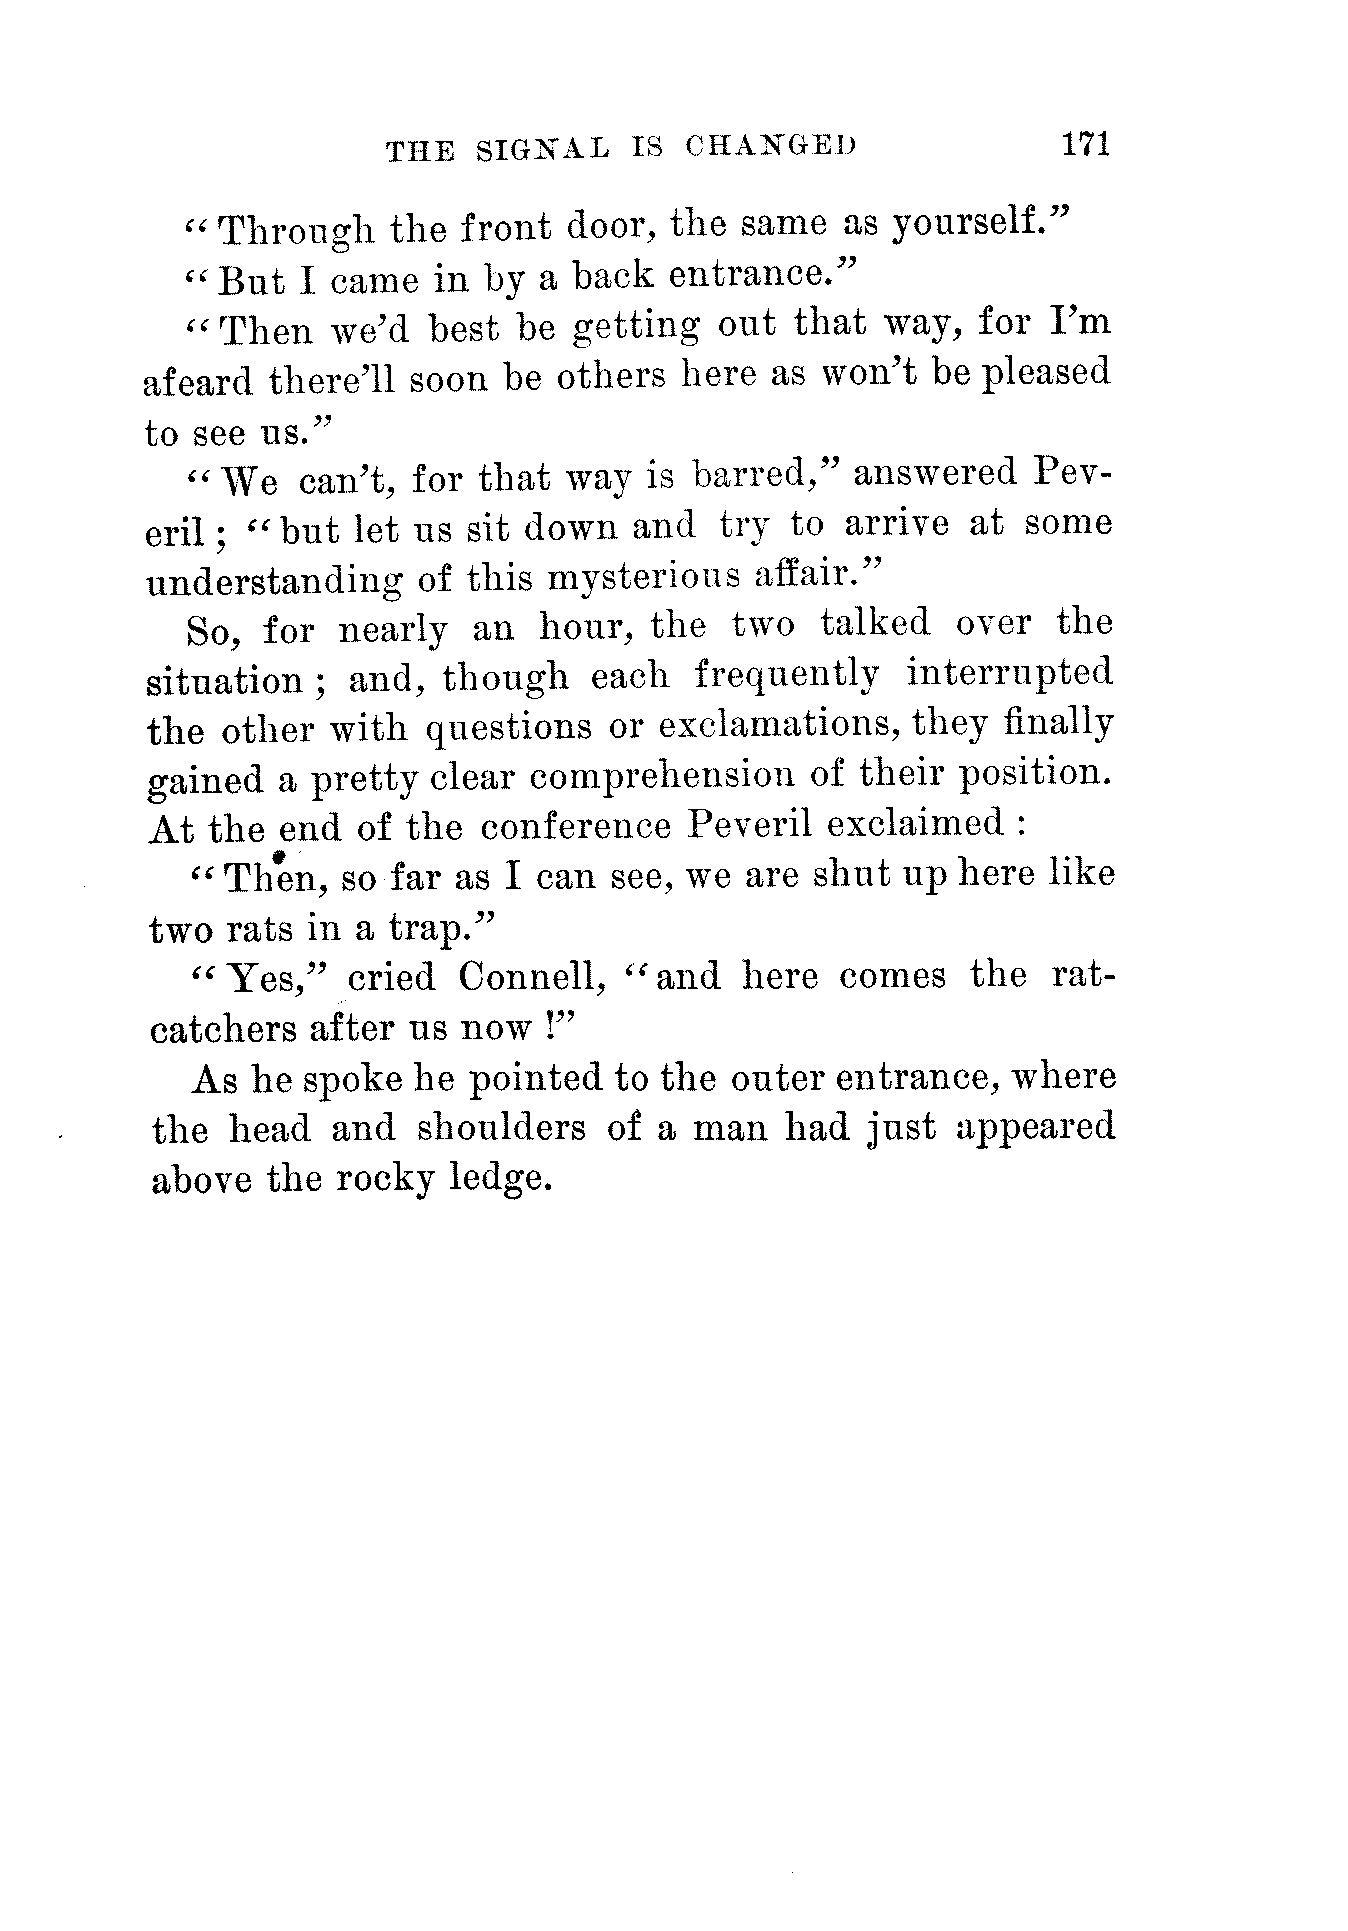 THE SIGNAL IS CHANGED 171
“Through the front door, the same as yourself.”
“But I came in by a back entrance.”
“Then we’d best be getting out that way, for I’m
afeard there’ll soon be others here as won’t be pleased
to see us.”
“We can’t, for that way is barred,” answered Pev-
eril; “but let us sit down and try to arrive at some
understanding of this mysterious affair.”
So, for nearly an hour, the two talked over the
situation; and, though each frequently interrupted
the other with questions or exclamations, they finally
gained a pretty clear comprehension of their position.
At the end of the conference Peveril exclaimed:
“Then, so far as I can see, we are shut up here like
two rats in a trap.”
“Yes,” cried Connell, “and here comes the rat-
catchers after us now!”
As he spoke he pointed to the outer entrance, where
the head and shoulders of a man had just appeared
above the rocky ledge.